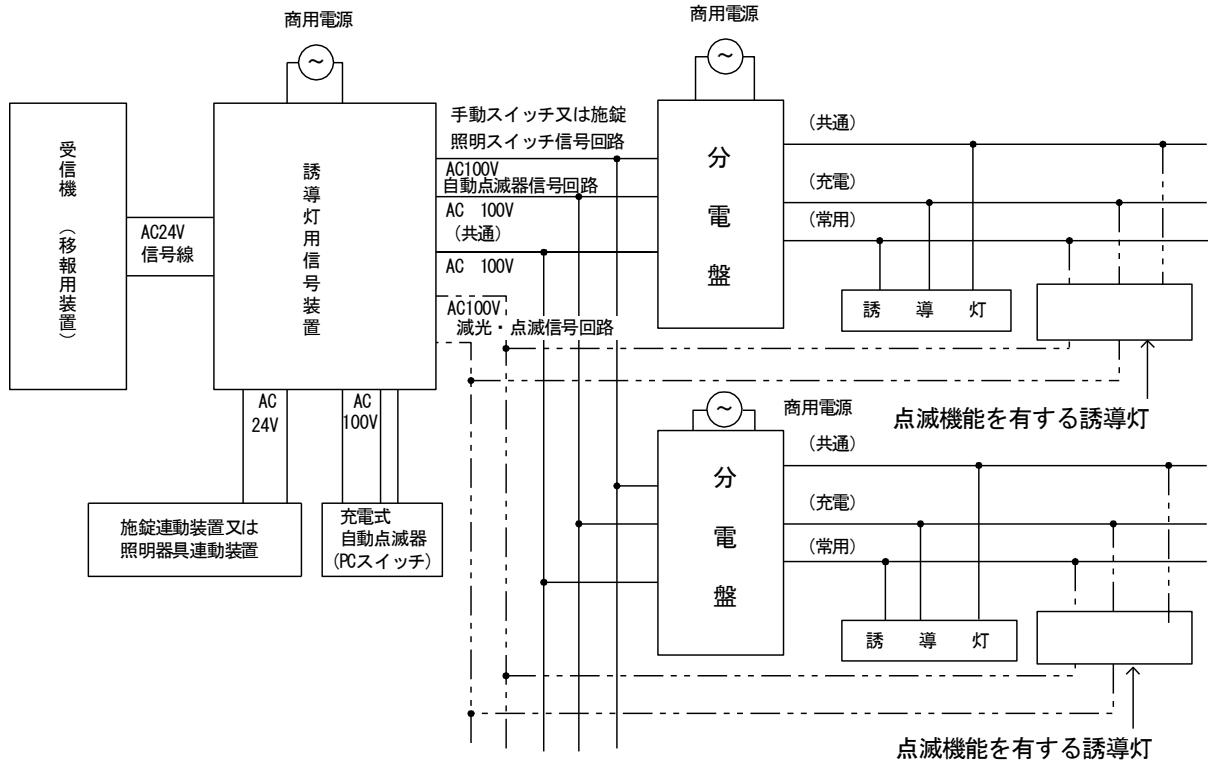 商用電源
商用電源
受信機 (移報用装置)
AC24V
信号線
誘導灯用信号装置
手動スイッチ又は施錠
照明スイッチ信号回路
AC100V
自動点滅器信号回路
AC 100V
(共通)
AC 100V
AC100V
減光・点滅信号回路
分電盤
(共通)
(充電)
(常用)
誘導灯
点滅機能を有する誘導灯
AC
24V
AC
100V
施錠連動装置又は
照明器具連動装置
充電式
自動点滅器
(PCスイッチ)
商用電源
分電盤
(共通)
(充電)
(常用)
誘導灯
点滅機能を有する誘導灯